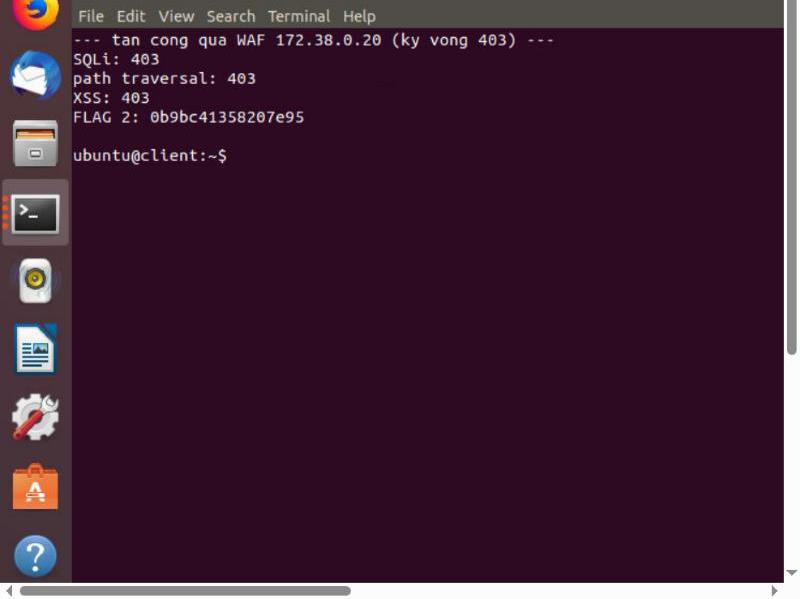 File Edit View Search Terminal Help
--- tan cong qua WAF 172.38.0.20 (ky vong 403) ---
SQLi: 403
path traversal: 403
XSS: 403
FLAG 2: 0b9bc41358207e95
ubuntu@client:~$